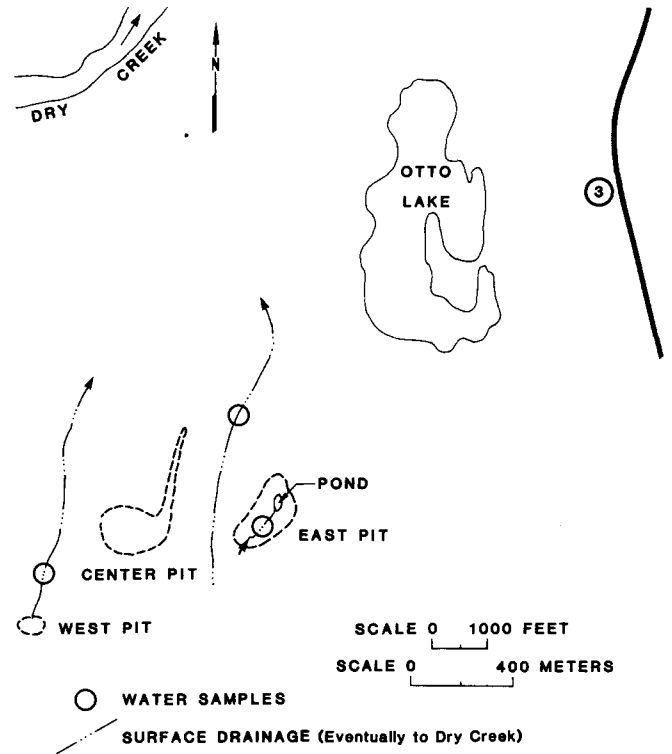 DRY CREEK
N
OTTO
LAKE
3
POND
EAST PIT
CENTER PIT
WEST PIT
SCALE 0 1000 FEET
SCALE 0 400 METERS
WATER SAMPLES
SURFACE DRAINAGE (Eventually to Dry Creek)